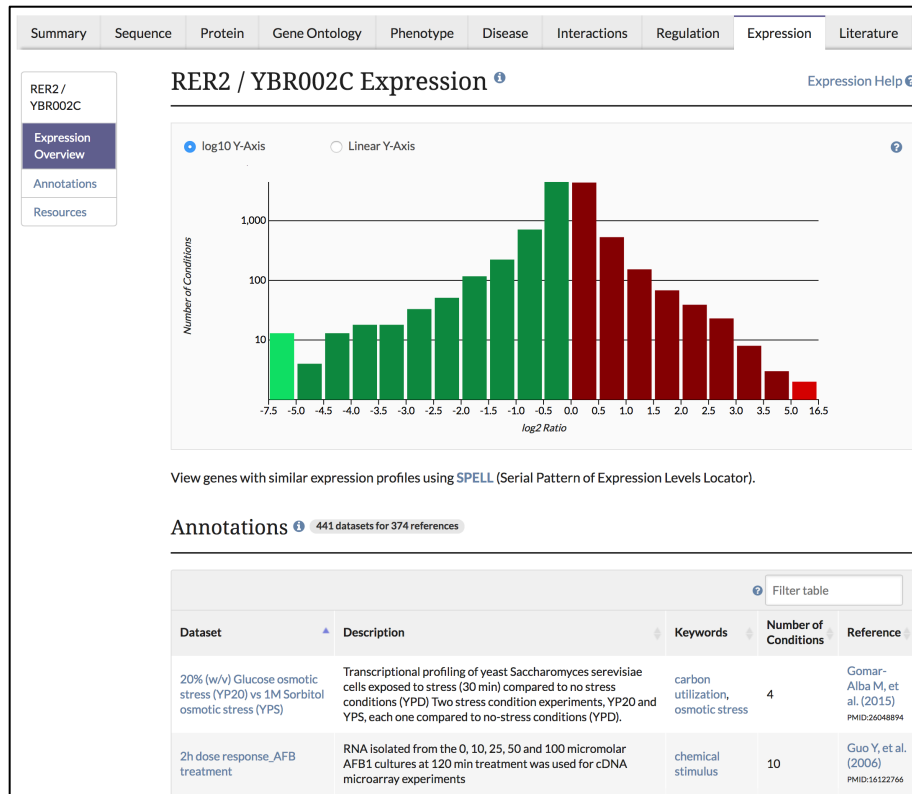 Summary Sequence Protein Gene Ontology Phenotype Disease Interactions Regulation Expression Literature
RER2 /
YBR002C
Expression
Overview
Annotations
Resources
RER2 / YBR002C Expression
Expression Help
log10 Y-Axis Linear Y-Axis
Number of Conditions
1,000
100
10
-7.5 -5.0 -4.5 -4.0 -3.5 -3.0 -2.5 -2.0 -1.5 -1.0 -0.5 0.0 0.5 1.0 1.5 2.0 2.5 3.0 3.5 5.0 16.5
log2 Ratio
View genes with similar expression profiles using SPELL (Serial Pattern of Expression Levels Locator).
Annotations 441 datasets for 374 references
Filter table
Dataset Description Keywords Number of Conditions Reference
20% (w/v) Glucose osmotic
stress (YP20) vs 1M Sorbitol
osmotic stress (YPS)
Transcriptional profiling of yeast Saccharomyces serevisiae
cells exposed to stress (30 min) compared to no stress
conditions (YPD) Two stress condition experiments, YP20 and
YPS, each one compared to no-stress conditions (YPD).
carbon
utilization,
osmotic stress
4
Gomar-
Alba M, et
al. (2015)
PMID:26048894
2h dose response_AFB
treatment
RNA isolated from the 0, 10, 25, 50 and 100 micromolar
AFB1 cultures at 120 min treatment was used for cDNA
microarray experiments
chemical
stimulus
10
Guo Y, et al.
(2006)
PMID:16122766